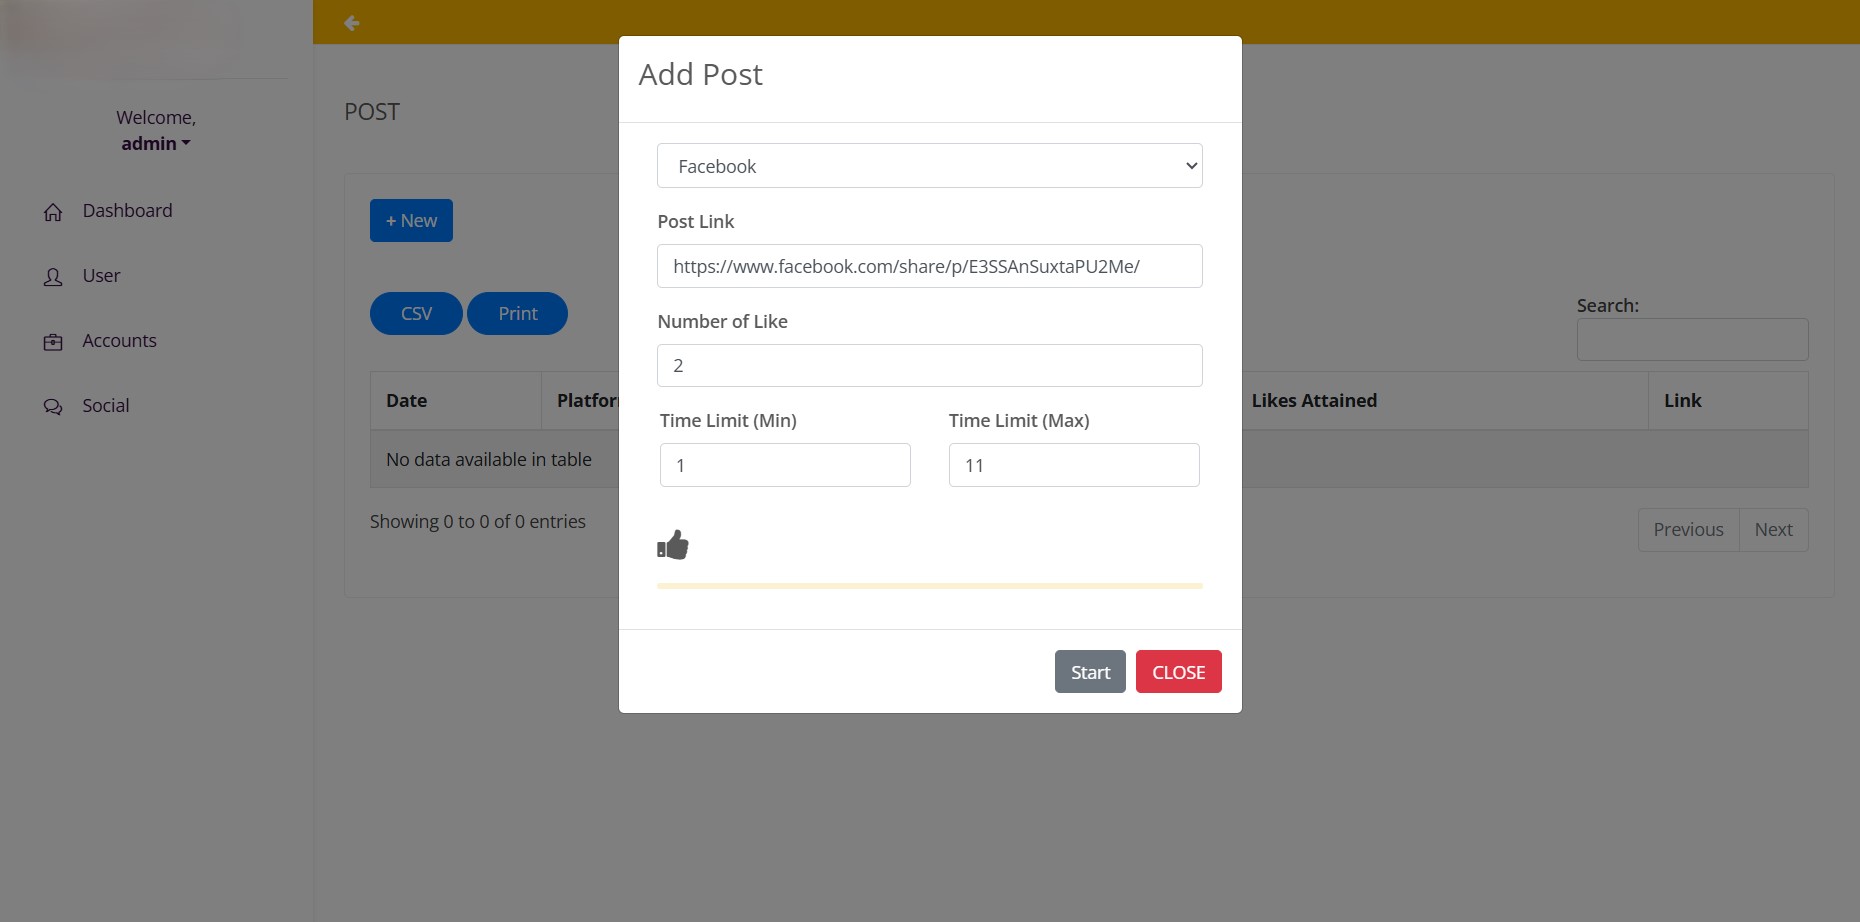 Welcome,
admin
Dashboard
User
Accounts
Social
POST
+ New
CSV
Print
Search:
Date
Likes Attained
Link
No data available in table
Showing 0 to 0 of 0 entries
Previous
Next
Add Post
Facebook
Post Link
https://www.facebook.com/share/p/E3SSAnSuxtaPU2Me/
Number of Like
2
Time Limit (Min)
Time Limit (Max)
1
11
Start
CLOSE